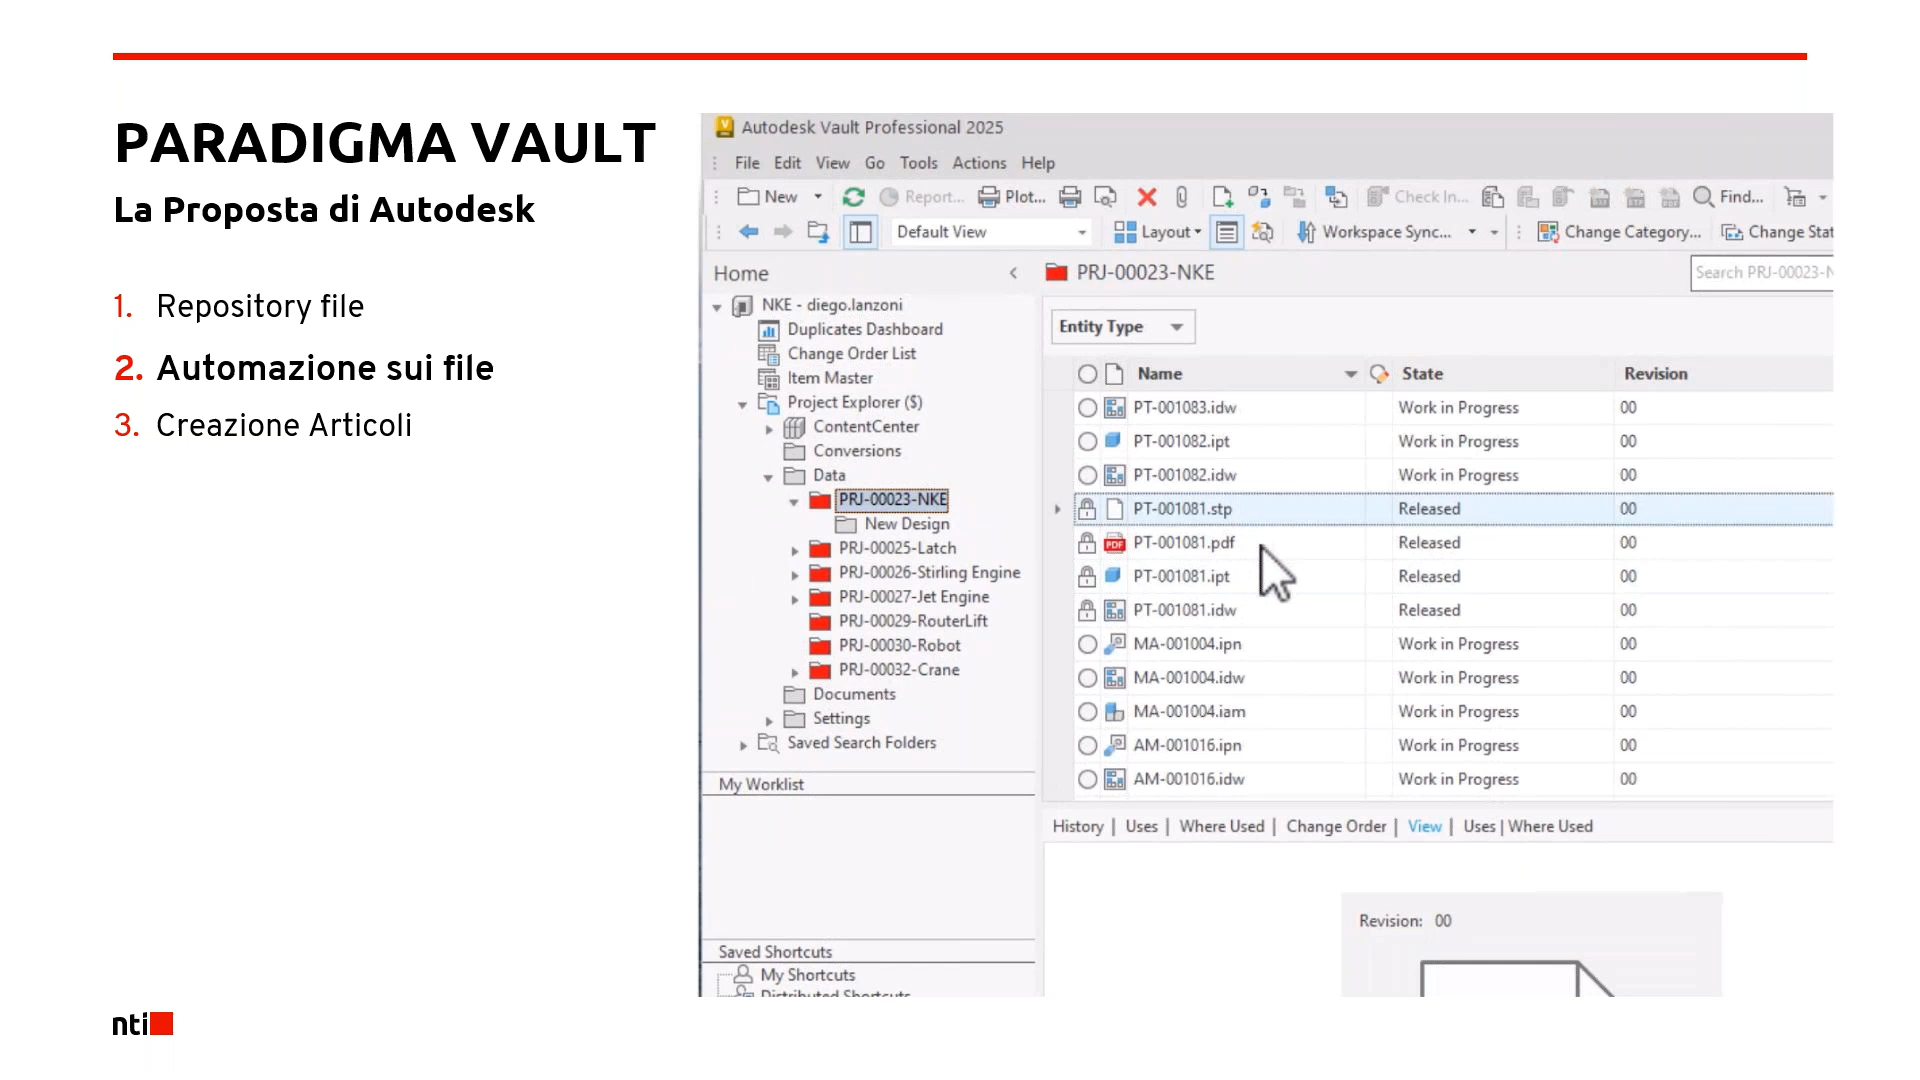 PARADIGMA VAULT
La Proposta di Autodesk
1. Repository file
2. Automazione sui file
3. Creazione Articoli
nti
Autodesk Vault Professional 2025
File Edit View Go Tools Actions Help
New Report... Plot... Check In... Find...
Default View Layout Workspace Sync... Change Category... Change Stat
Home
NKE - diego.lanzoni
Duplicates Dashboard
Change Order List
Item Master
Project Explorer ($)
ContentCenter
Conversions
Data
PRJ-00023-NKE
New Design
PRJ-00025-Latch
PRJ-00026-Stirling Engine
PRJ-00027-Jet Engine
PRJ-00029-RouterLift
PRJ-00030-Robot
PRJ-00032-Crane
Documents
Settings
Saved Search Folders
My Worklist
Saved Shortcuts
My Shortcuts
Distributed Shortcuts
PRJ-00023-NKE
Search PRJ-00023-N
Entity Type
Name State Revision
PT-001083.idw Work in Progress 00
PT-001082.ipt Work in Progress 00
PT-001082.idw Work in Progress 00
PT-001081.stp Released 00
PDF PT-001081.pdf Released 00
PT-001081.ipt Released 00
PT-001081.idw Released 00
MA-001004.ipn Work in Progress 00
MA-001004.idw Work in Progress 00
MA-001004.iam Work in Progress 00
AM-001016.ipn Work in Progress 00
AM-001016.idw Work in Progress 00
History | Uses | Where Used | Change Order | View | Uses | Where Used
Revision: 00